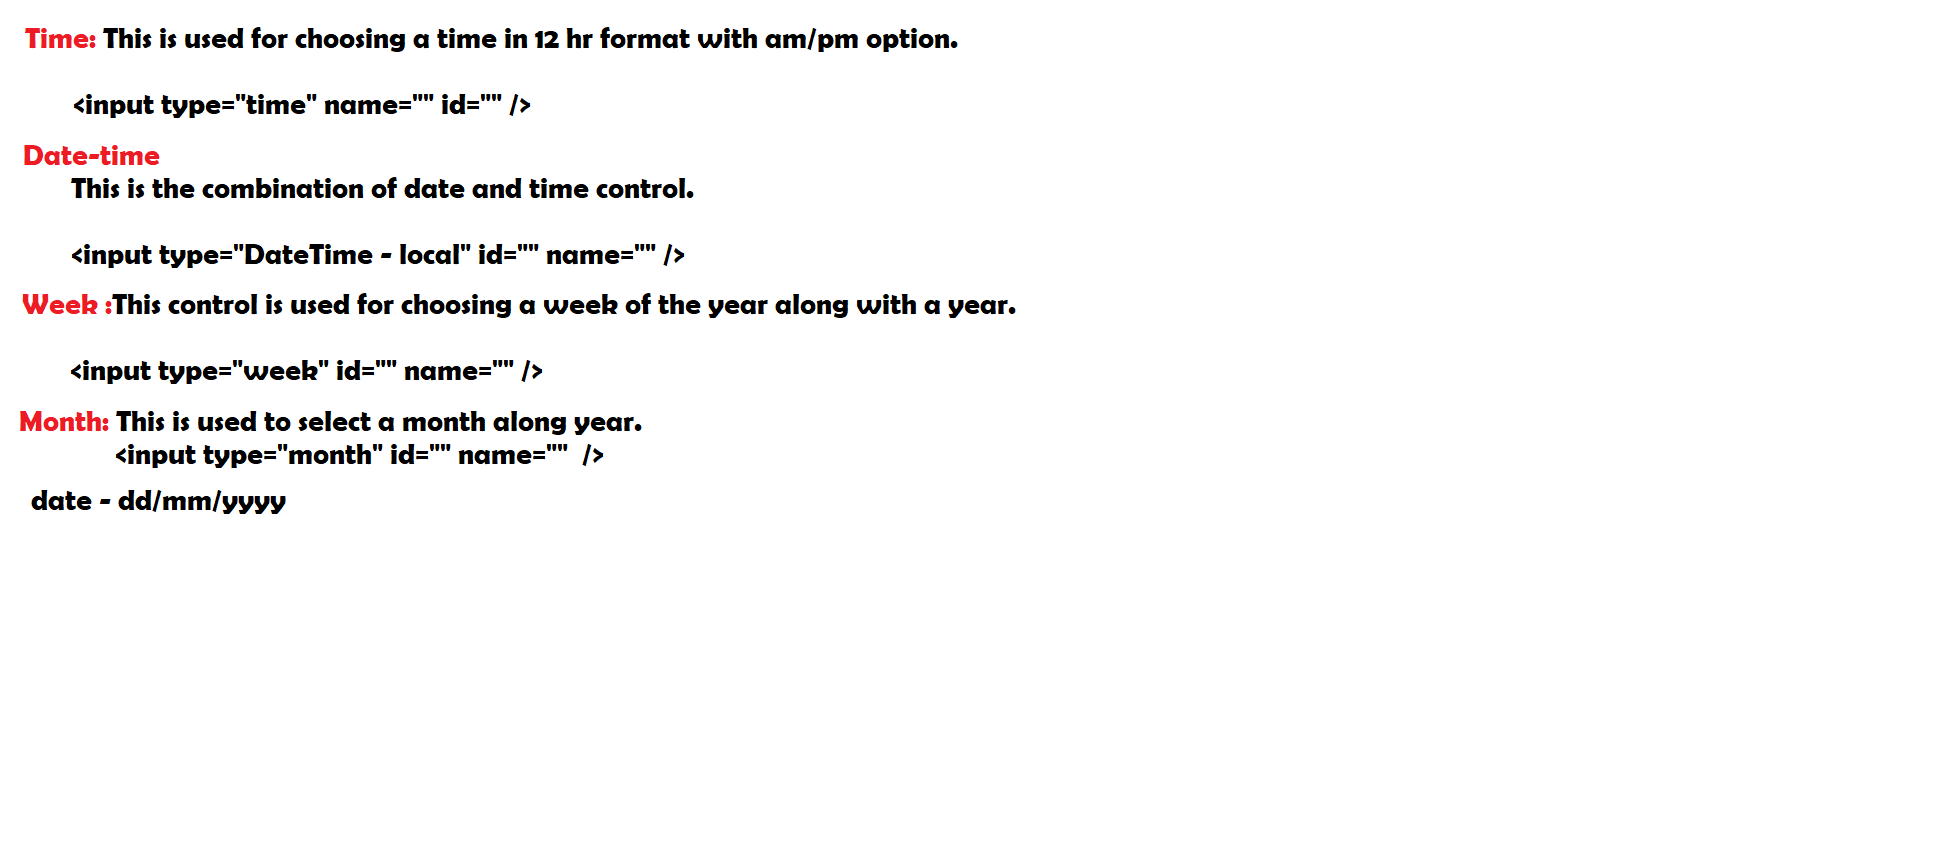 Time: This is used for choosing a time in 12 hr format with am/pm option.
<input type="time" name="" id="" />
Date-time
This is the combination of date and time control.
<input type="DateTime - local" id="" name="" />
Week :This control is used for choosing a week of the year along with a year.
<input type="week" id="" name="" />
Month: This is used to select a month along year.
<input type="month" id="" name=""  />
date - dd/mm/yyyy